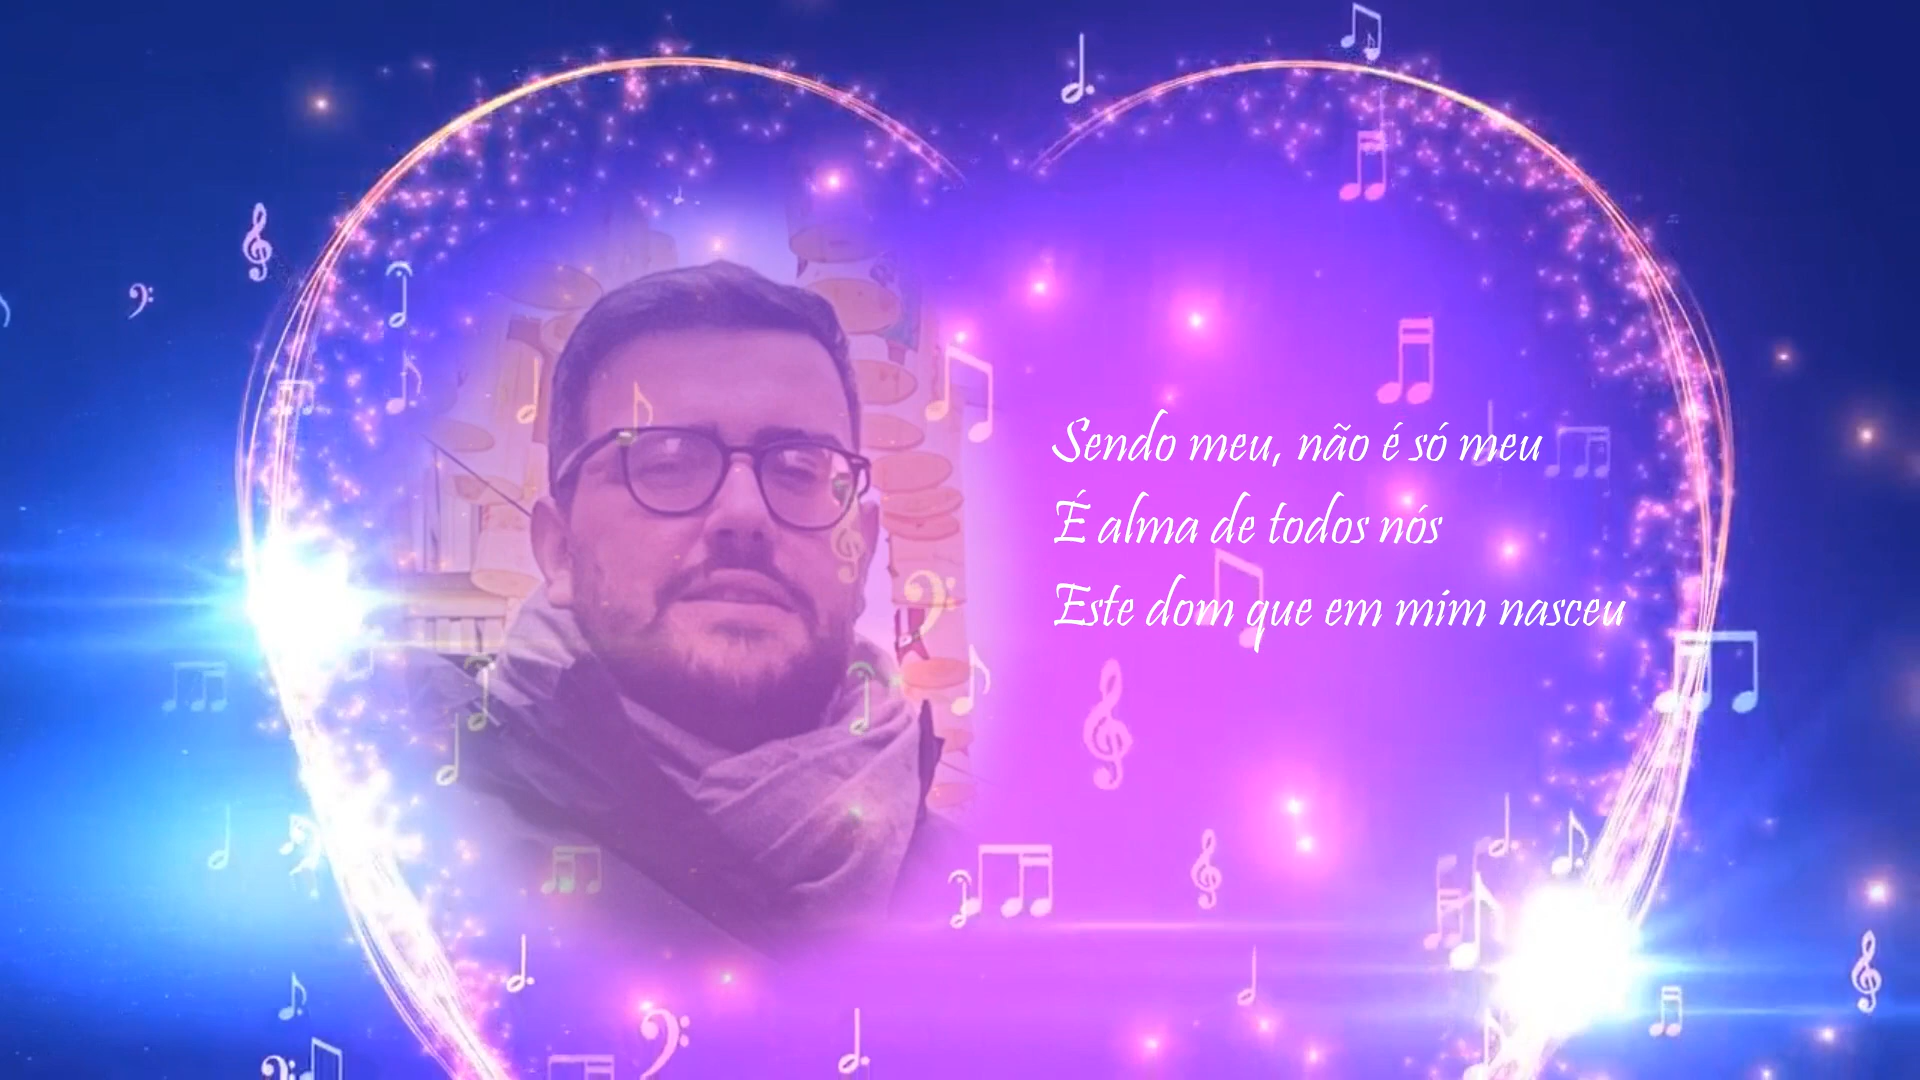 Sendo meu, não é só meu
É alma de todos nós
Este dom que em mim nasceu